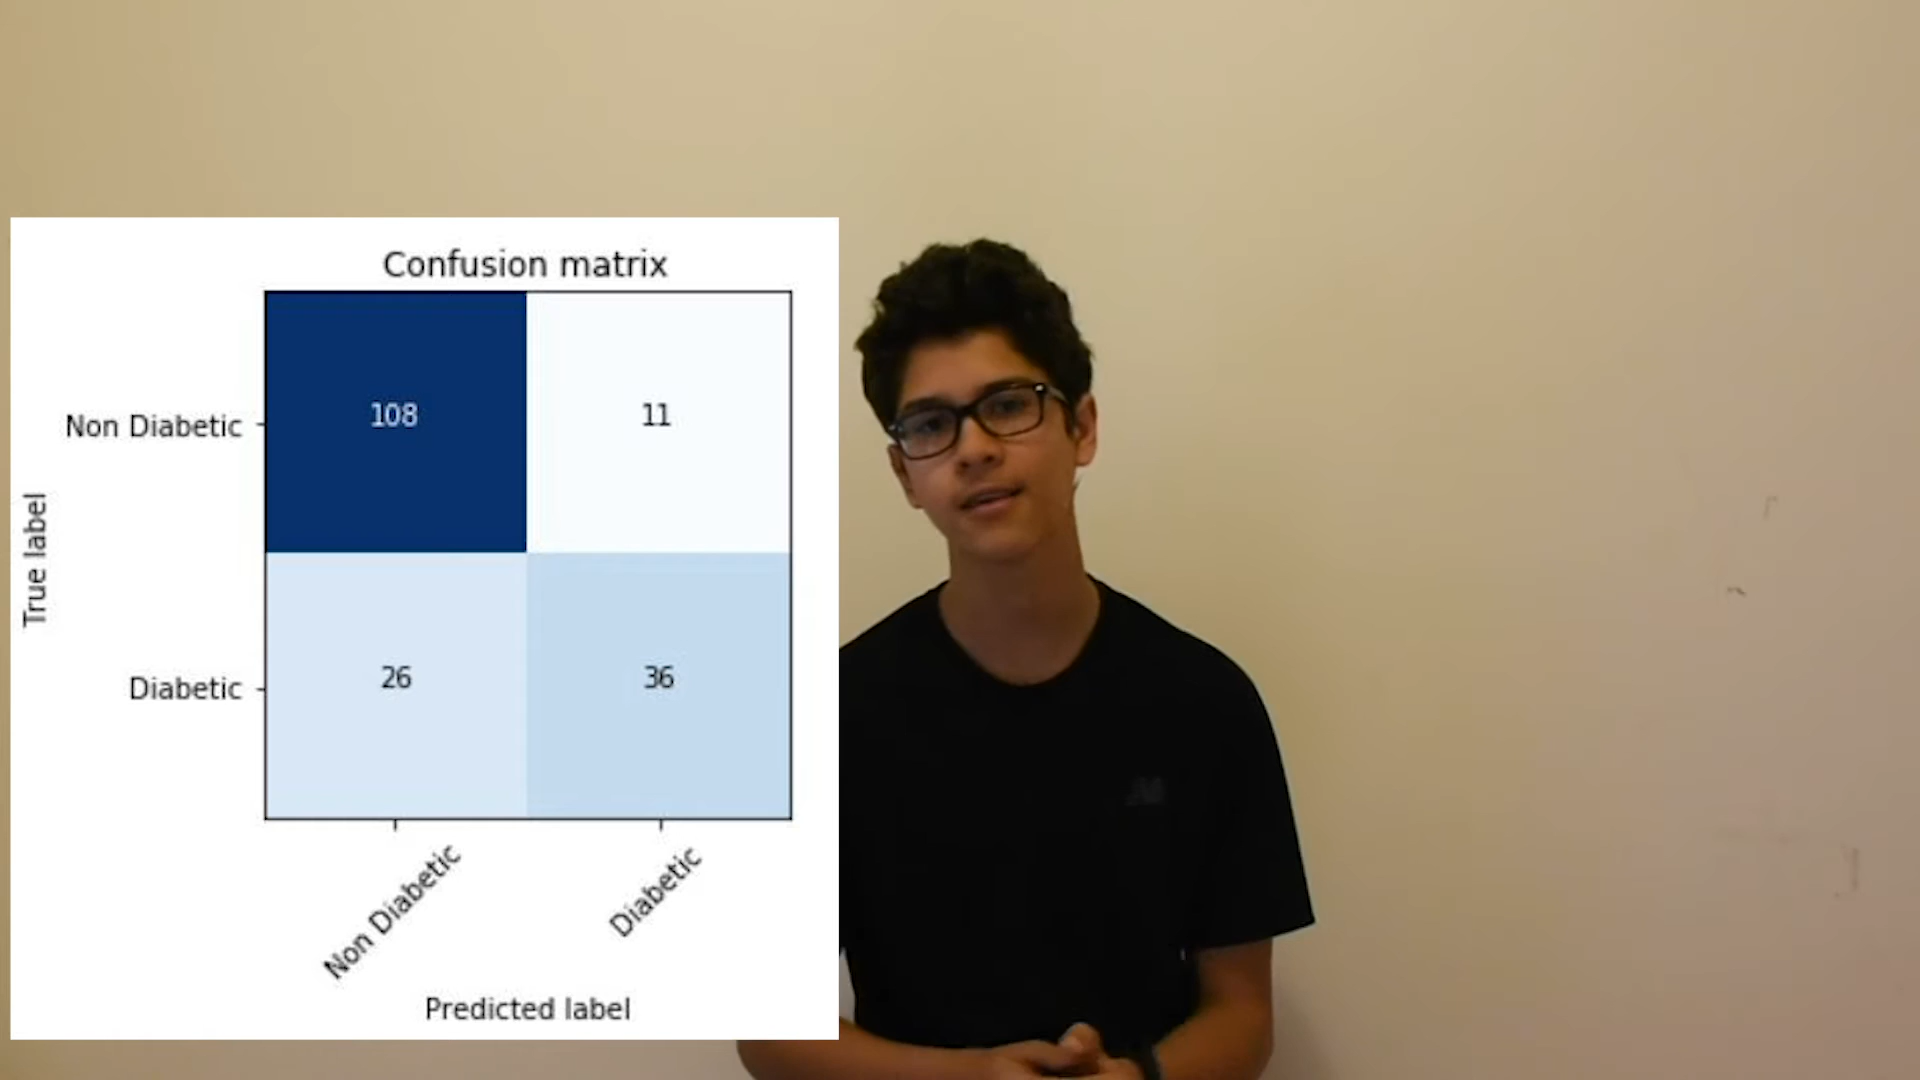 Confusion matrix
True label
Non Diabetic
108
11
Diabetic
26
36
Non Diabetic
Diabetic
Predicted label